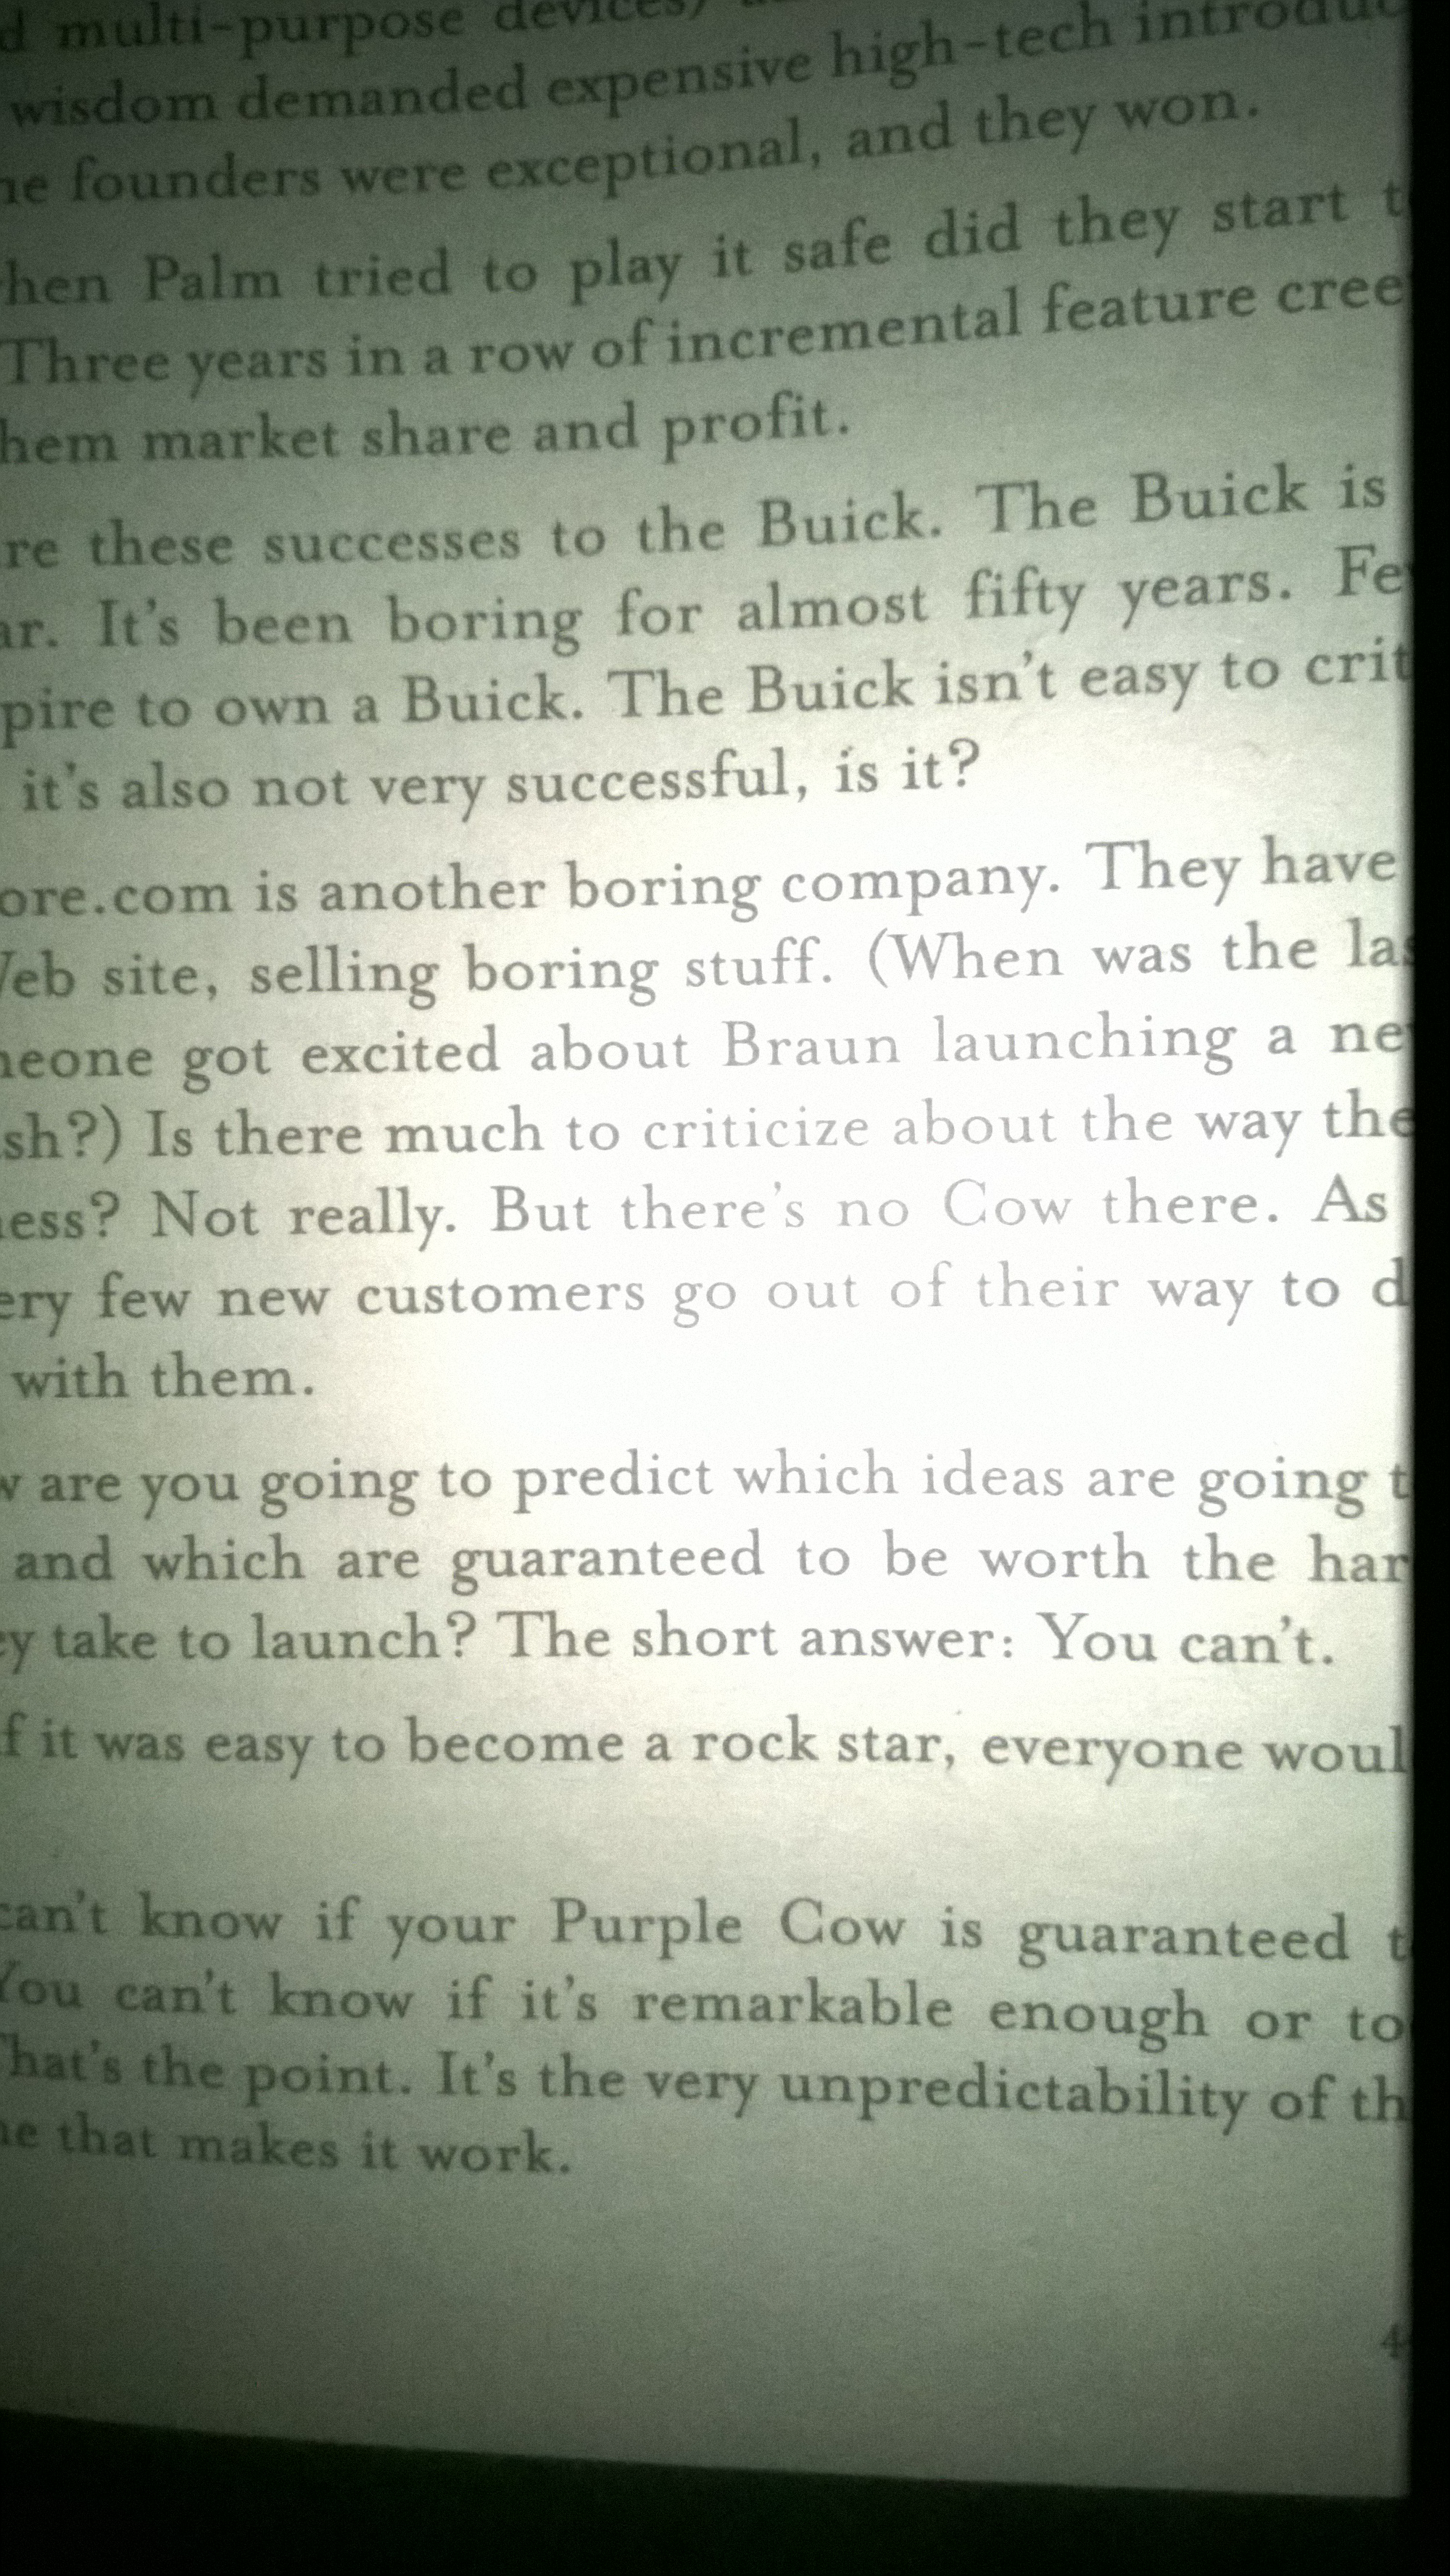 d multi-purpose devices)
wisdom demanded expensive high-tech introduc
he founders were exceptional, and they won.
hen Palm tried to play it safe did they start t
Three years in a row of incremental feature cree
hem market share and profit.
re these successes to the Buick. The Buick is
ar. It's been boring for almost fifty years. Fe
pire to own a Buick. The Buick isn't easy to crit
it's also not very successful, is it?
ore.com is another boring company. They have
Web site, selling boring stuff. (When was the las
neone got excited about Braun launching a ne
sh?) Is there much to criticize about the way the
ness? Not really. But there's no Cow there. As
ery few new customers go out of their way to d
with them.
w are you going to predict which ideas are going t
and which are guaranteed to be worth the har
ey take to launch? The short answer: You can't.
f it was easy to become a rock star, everyone woul
can't know if your Purple Cow is guaranteed t
You can't know if it's remarkable enough or to
That's the point. It's the very unpredictability of th
ne that makes it work.
4